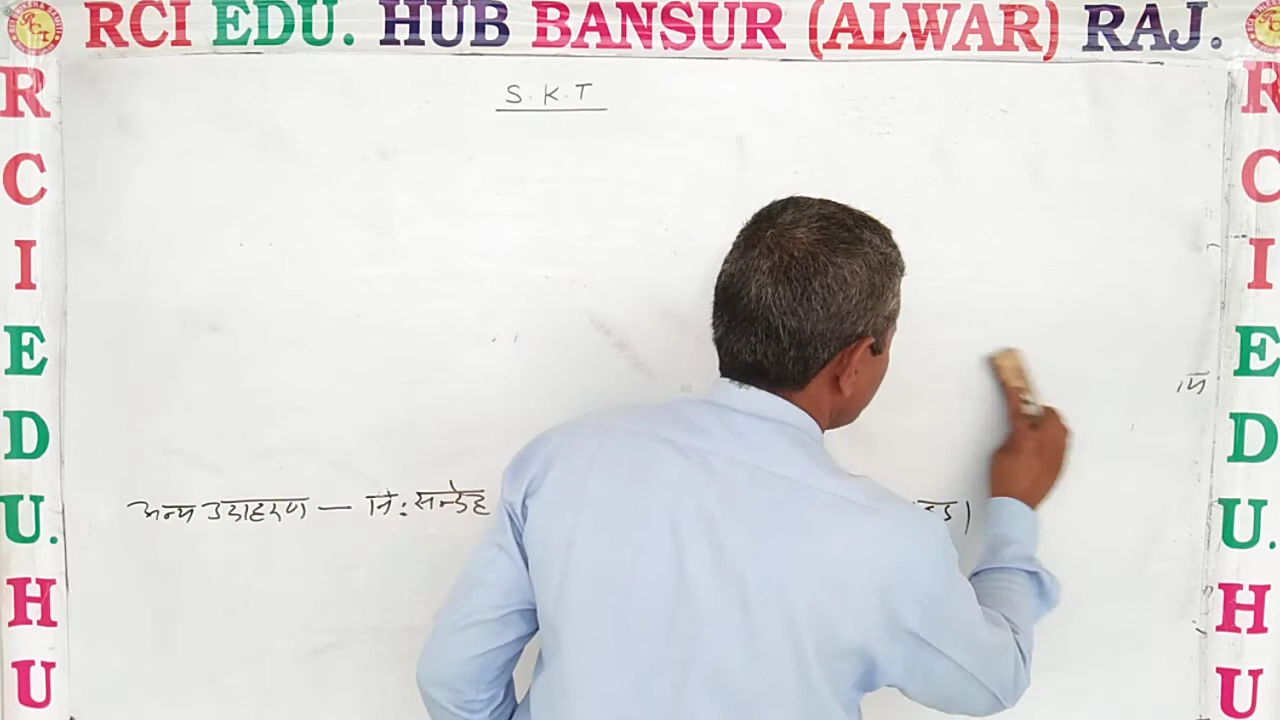 RCI EDU. HUB BANSUR (ALWAR) RAJ.
S.K.T
अन्य उदाहरण — नि:सन्देह
R C I E D U. H U
R C I E D U. H U